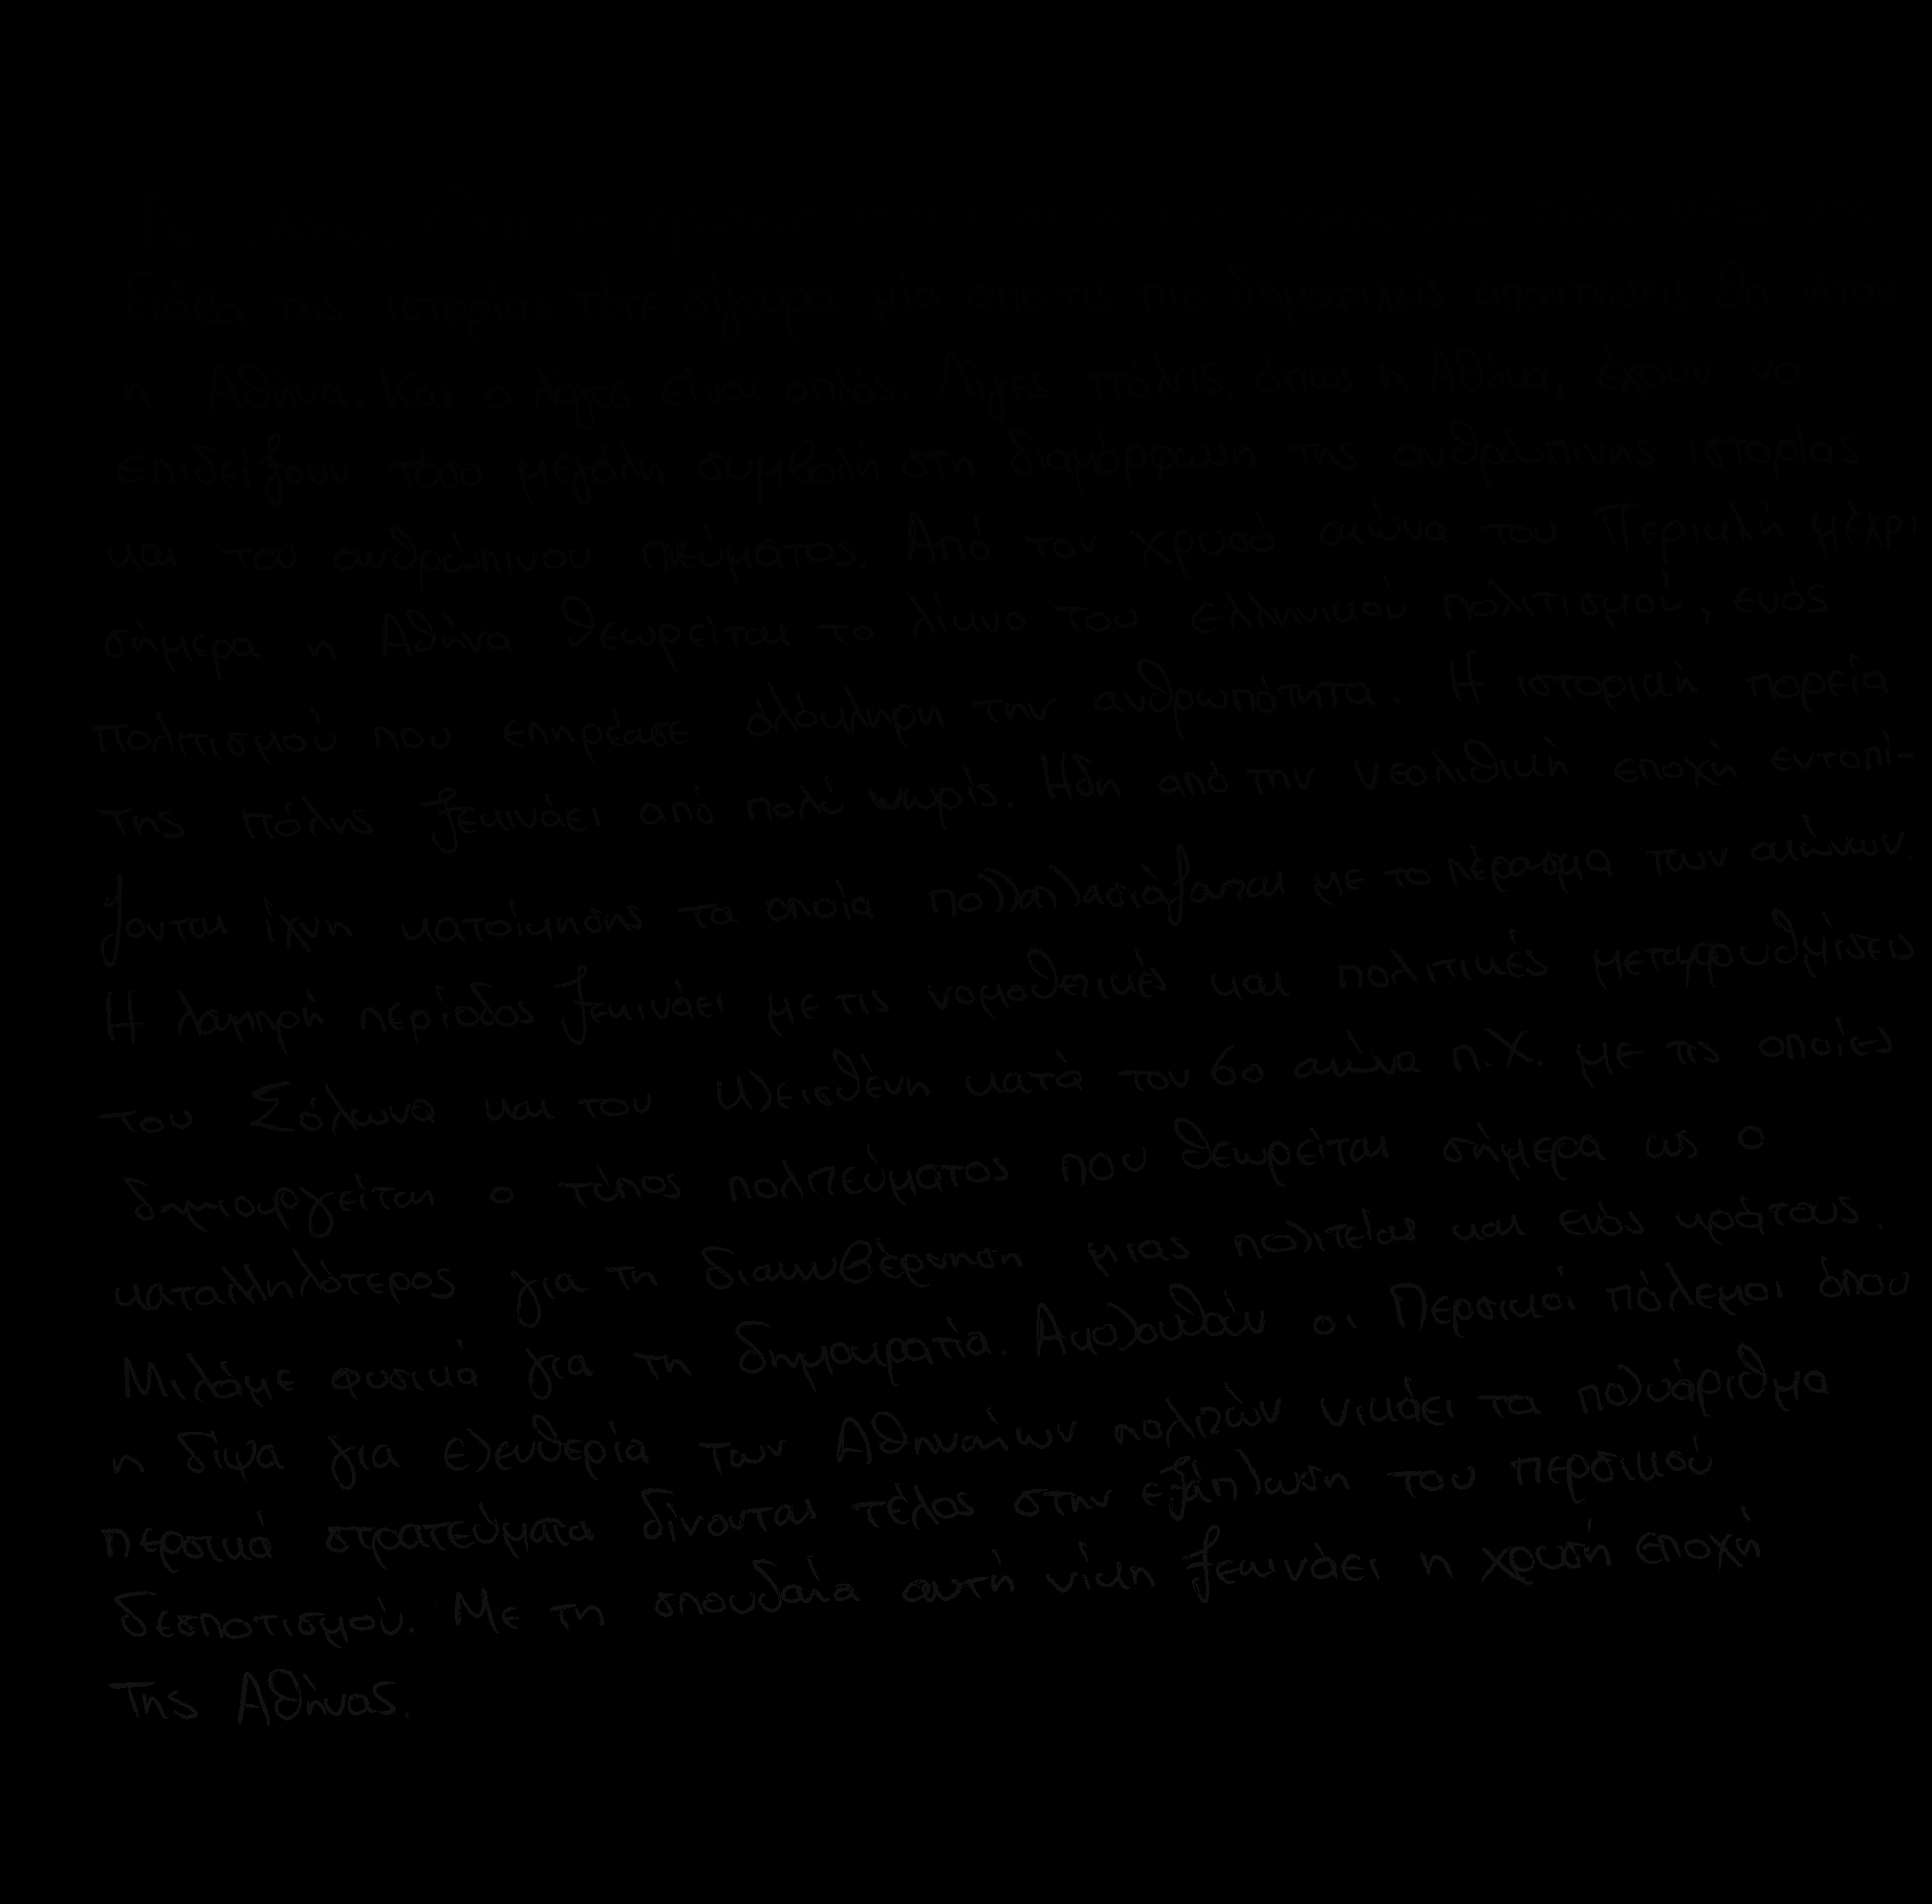 διάβα της ιστορίας τότε σίγουρα μία από τις πιο δημοφιλείς απαντήσεις θα ήταν
η Αθήνα. Και ο λόγος είναι απλός. Λίγες πόλεις, όπως η Αθήνα, έχουν να
επιδείξουν τόσο μεγάλη συμβολή στη διαμόρφωση της ανθρώπινης ιστορίας
και του ανθρώπινου πνεύματος. Από τον χρυσό αιώνα του Περικλή μέχρι
σήμερα η Αθήνα θεωρείται το λίκνο του ελληνικού πολιτισμού, ενός
πολιτισμού που επηρέασε ολόκληρη την ανθρωπότητα. Η ιστορική πορεία
της πόλης ξεκινάει από πολύ νωρίς. Ήδη από την νεολιθική εποχή εντοπί-
ζονται ίχνη κατοίκησης τα οποία πολλαπλασιάζονται με το πέρασμα των αιώνων.
Η λαμπρή περίοδος ξεκινάει με τις νομοθετικές και πολιτικές μεταρρυθμίσεις
του Σόλωνα και του Κλεισθένη κατά τον 6ο αιώνα π.Χ. με τις οποίες
δημιουργείται ο τύπος πολιτεύματος που θεωρείται σήμερα ως ο
καταλληλότερος για τη διακυβέρνηση μιας πολιτείας και ενός κράτους.
Μιλάμε φυσικά για τη δημοκρατία. Ακολουθούν οι Περσικοί πόλεμοι όπου
η δίψα για ελευθερία των Αθηναίων πολιτών νικάει τα πολυάριθμα
περσικά στρατεύματα δίνοντας τέλος στην εξάπλωση του περσικού
δεσποτισμού. Με τη σπουδαία αυτή νίκη ξεκινάει η χρυσή εποχή
της Αθήνας.